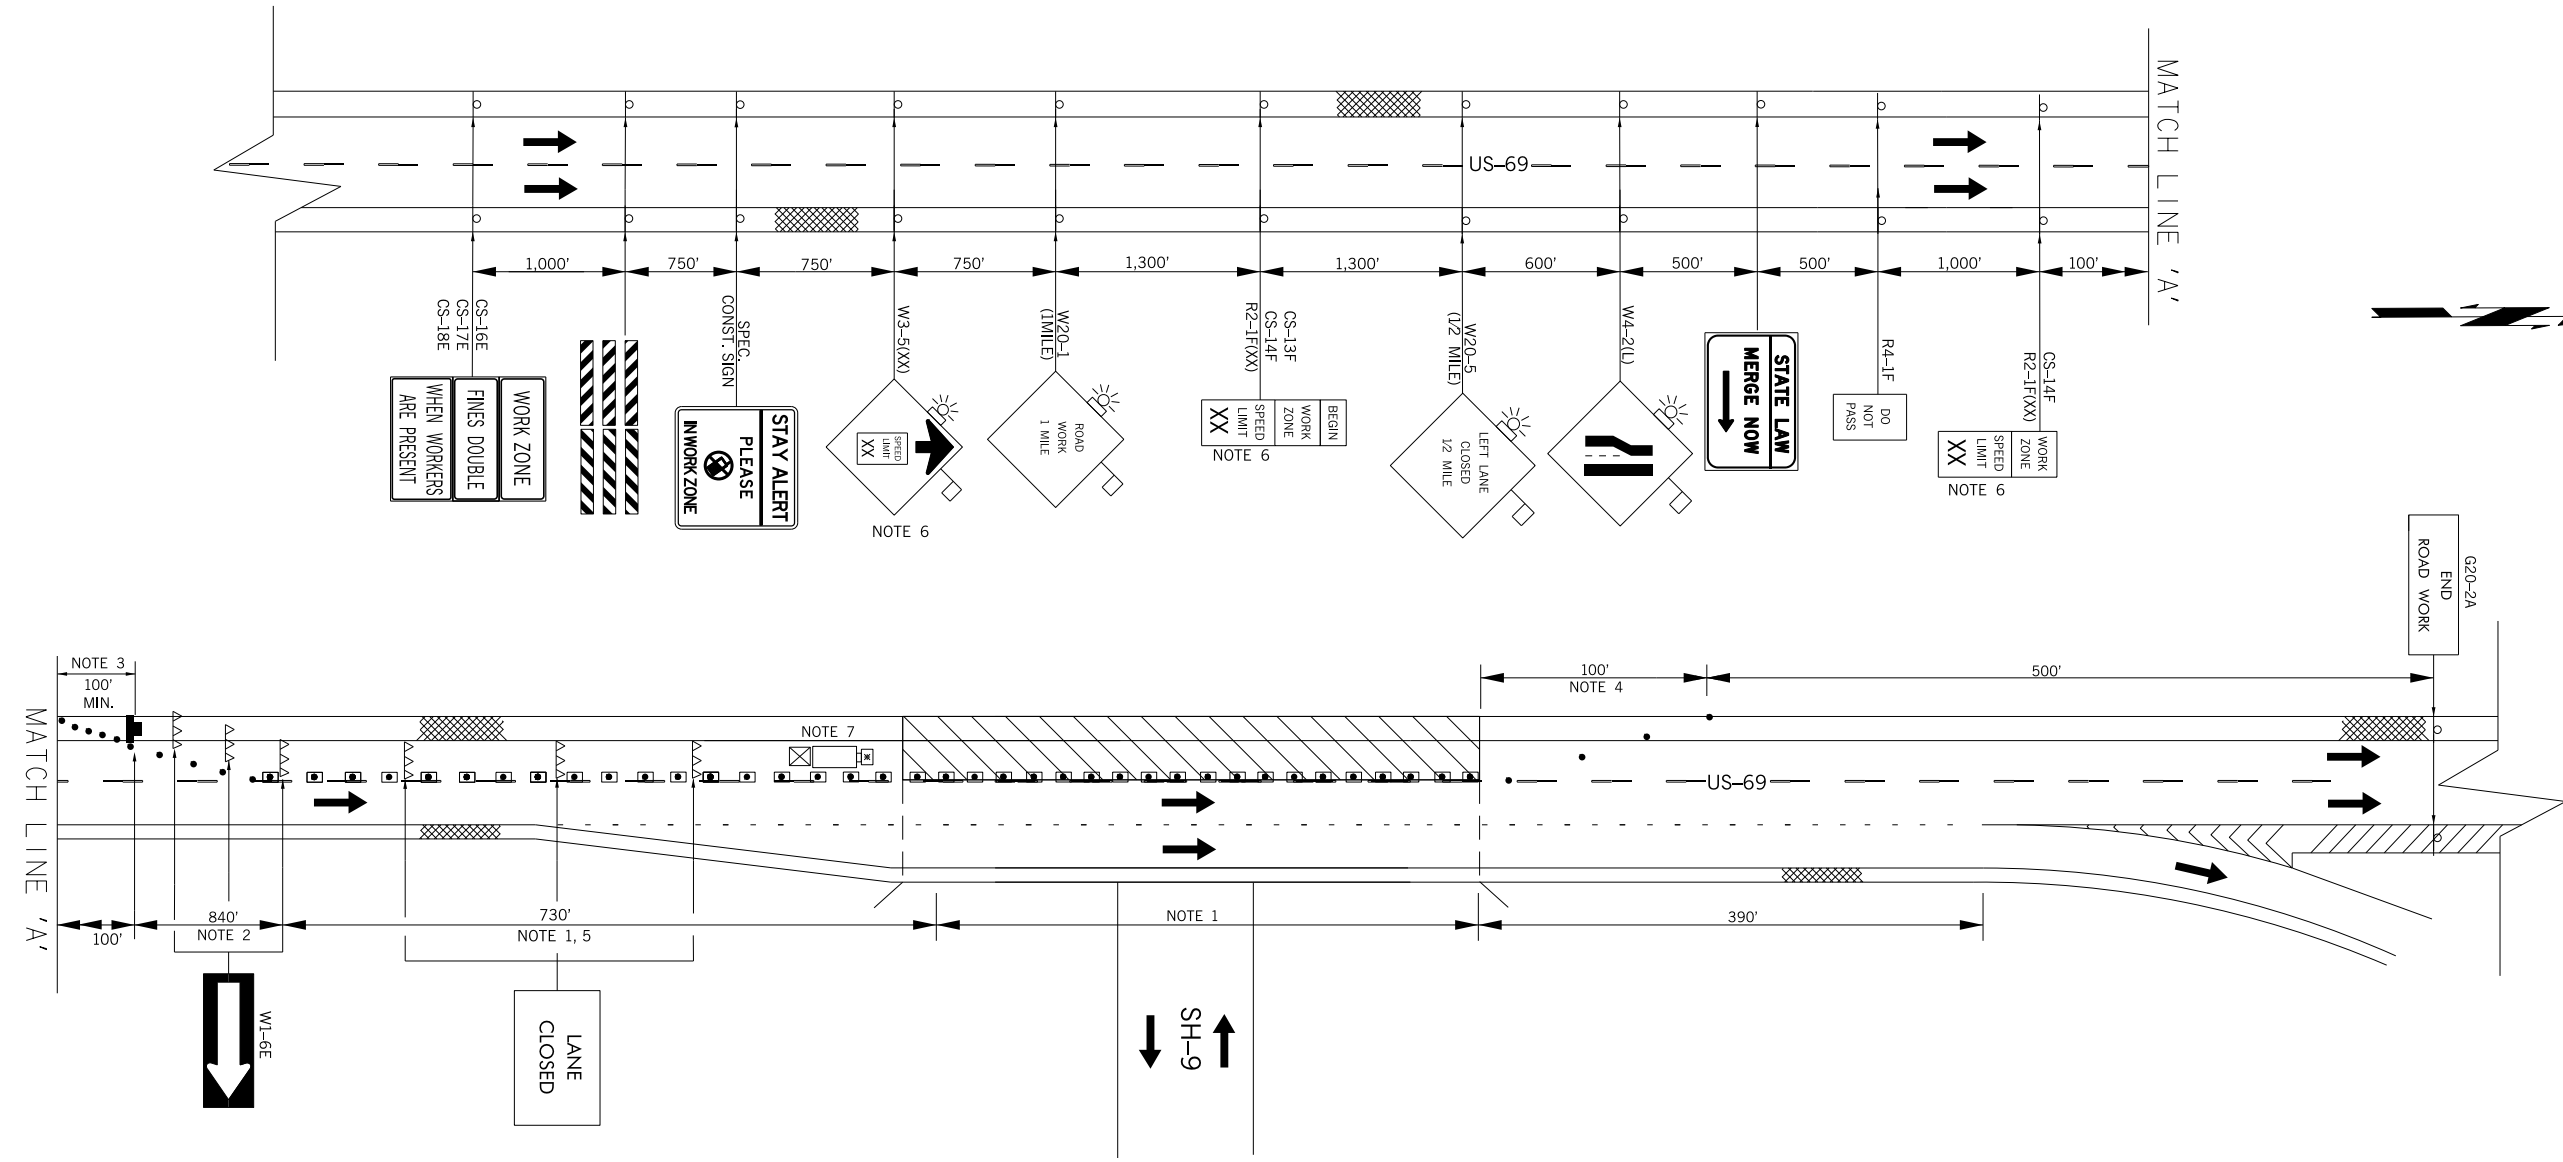 MATCH LINE 'A'
US-69
1,000'
750'
750'
750'
1,300'
1,300'
600'
500'
500'
1,000'
100'
CS-16E
CS-17E
CS-18E
WORK ZONE
FINES DOUBLE
WHEN WORKERS
ARE PRESENT
SPEC.
CONST. SIGN
STAY ALERT
PLEASE
IN WORK ZONE
W3-5(XX)
SPEED
LIMIT
XX
NOTE 6
W20-1
(1MILE)
ROAD
WORK
1 MILE
CS-13F
CS-14F
R2-1F(XX)
BEGIN
WORK
ZONE
SPEED
LIMIT
XX
NOTE 6
W20-5
(1/2 MILE)
LEFT LANE
CLOSED
1/2 MILE
W4-2(L)
STATE LAW
MERGE NOW
R4-1F
DO
NOT
PASS
CS-14F
R2-1F(XX)
WORK
ZONE
SPEED
LIMIT
XX
NOTE 6
G20-2A
END
ROAD WORK
MATCH LINE 'A'
NOTE 3
100'
MIN.
NOTE 7
100'
NOTE 4
500'
US-69
100'
840'
NOTE 2
730'
NOTE 1, 5
NOTE 1
390'
W1-6E
LANE
CLOSED
SH-9